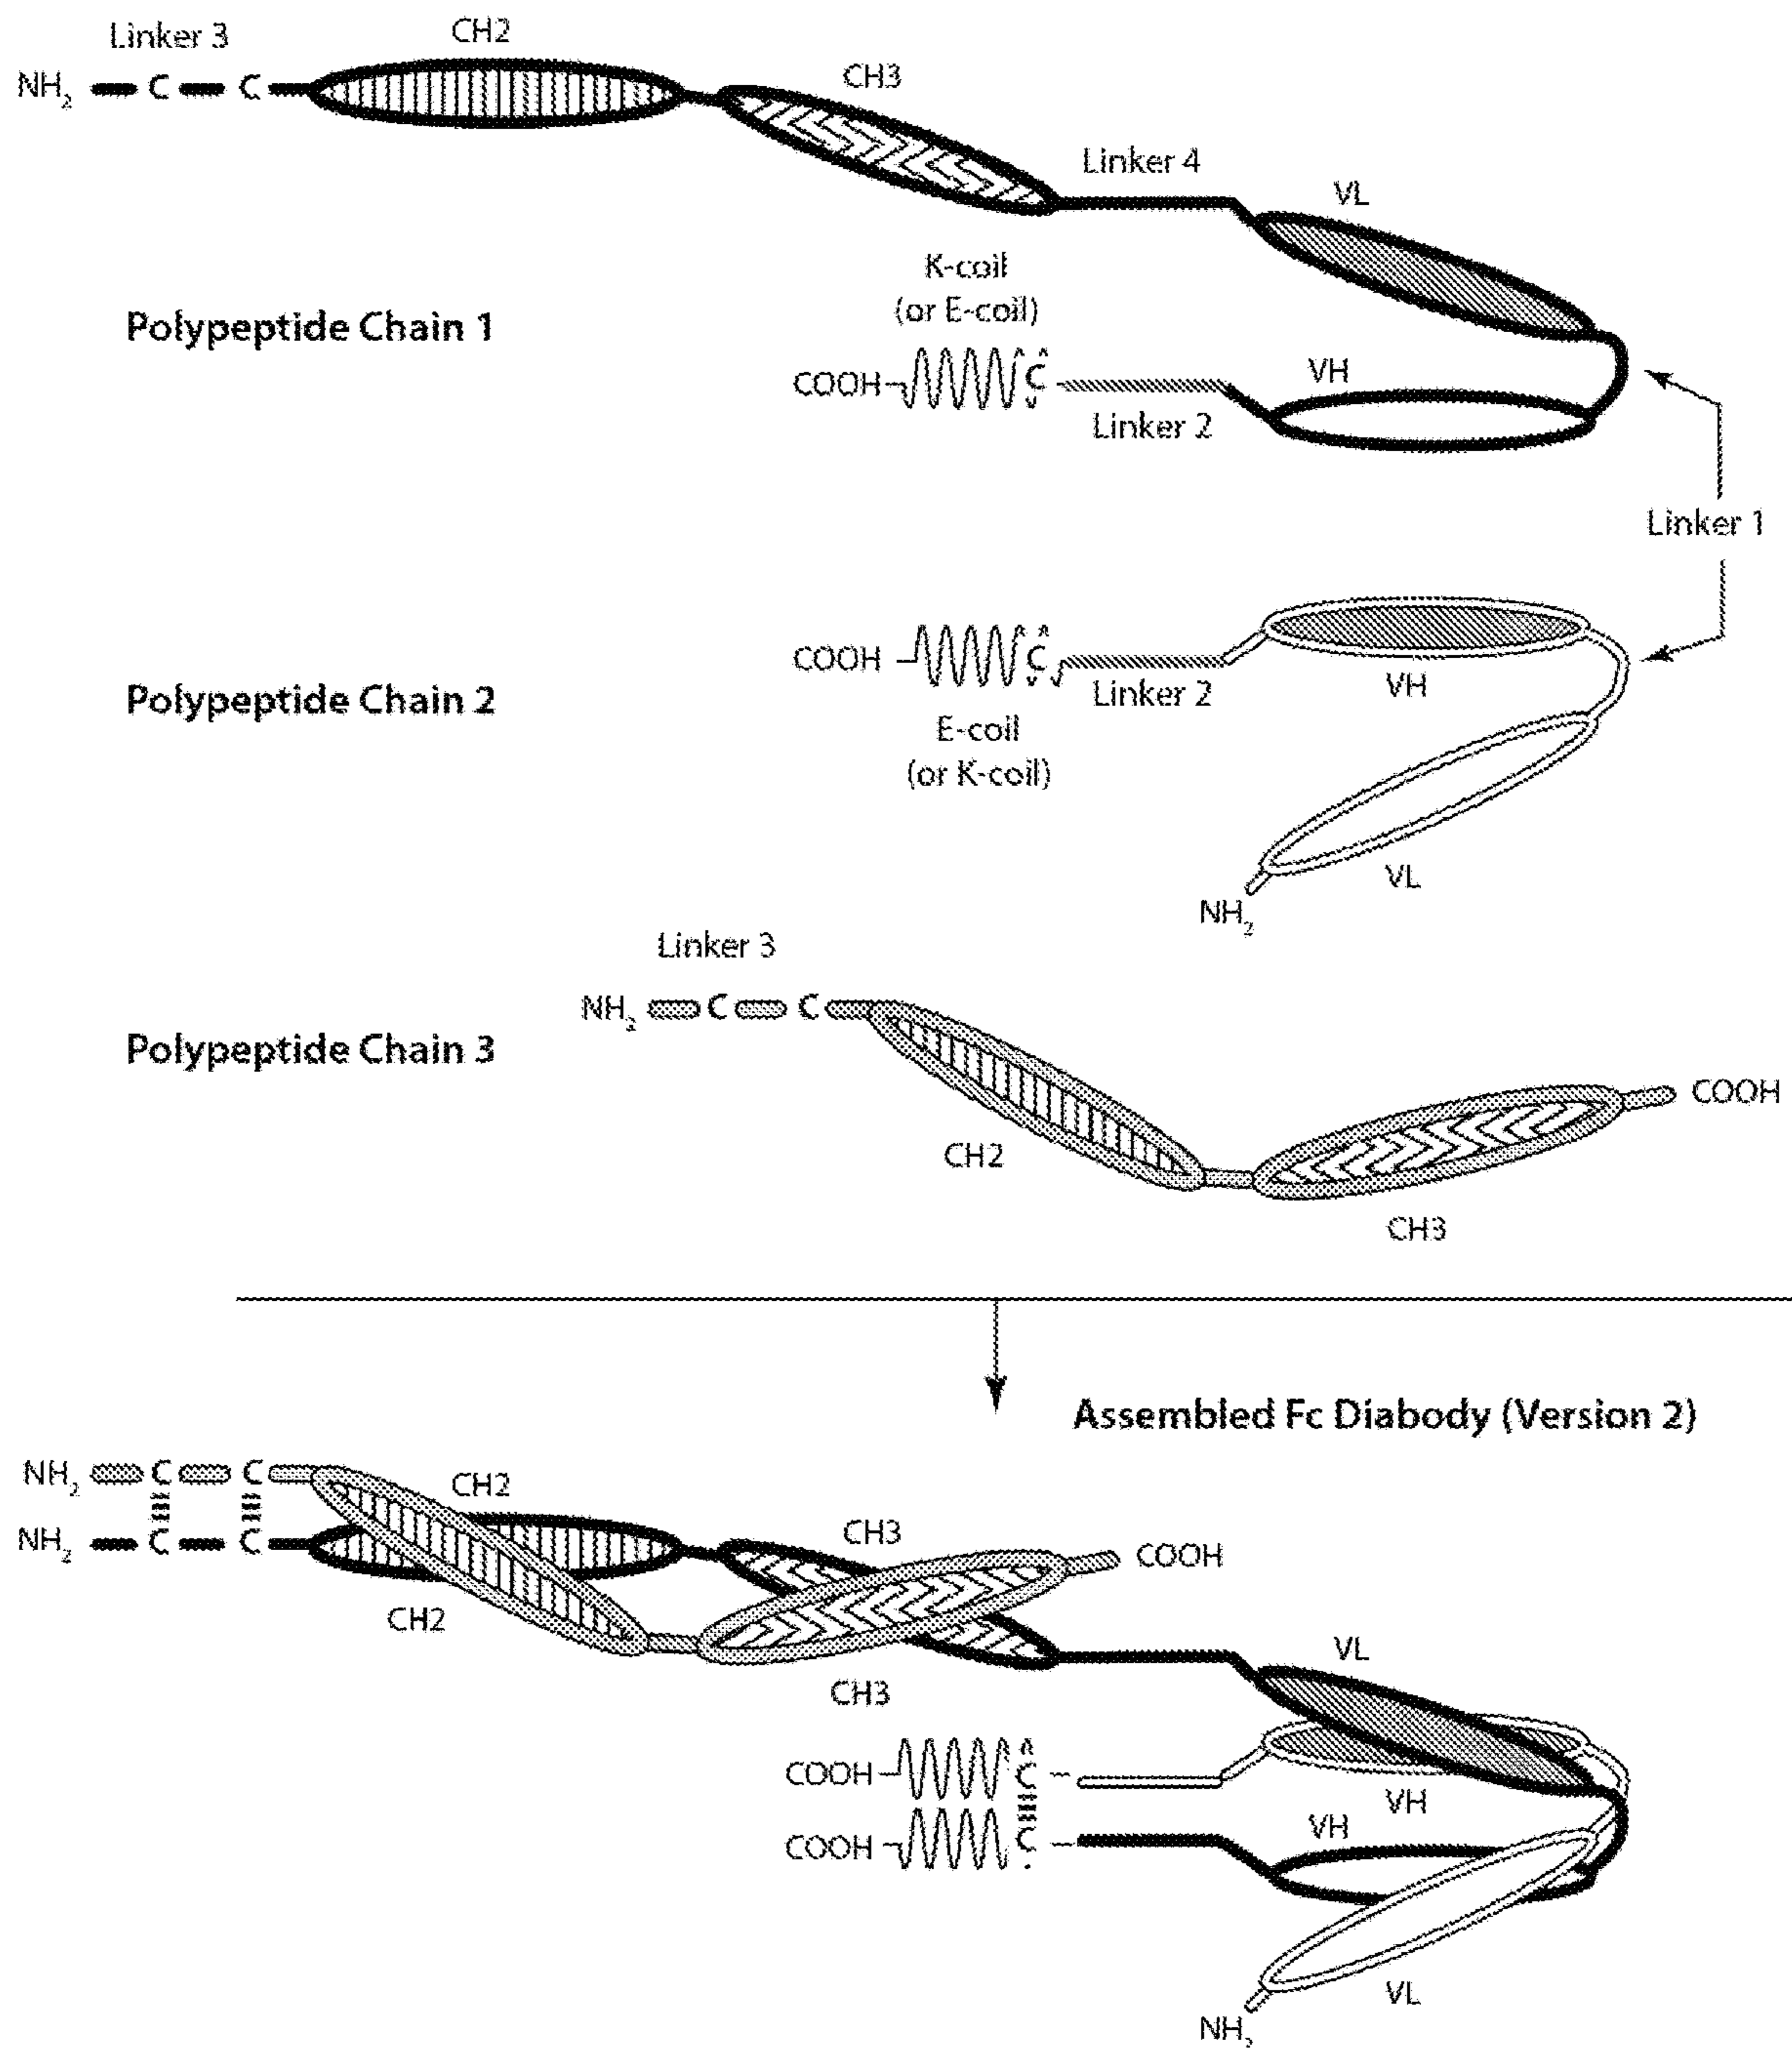 Linker 3
CH2
NH2 C C
CH3
Linker 4
VL
K-coil
(or E-coil)
Polypeptide Chain 1
COOH C
VH
Linker 2
Linker 1
COOH C
Linker 2
VH
Polypeptide Chain 2
E-coil
(or K-coil)
VL
NH2
Linker 3
NH2 C C
Polypeptide Chain 3
COOH
CH2
CH3
Assembled Fc Diabody (Version 2)
NH2 C C
CH2
NH2 C C
CH3
COOH
CH2
CH3
VL
COOH C
VH
VH
COOH C
VL
NH2